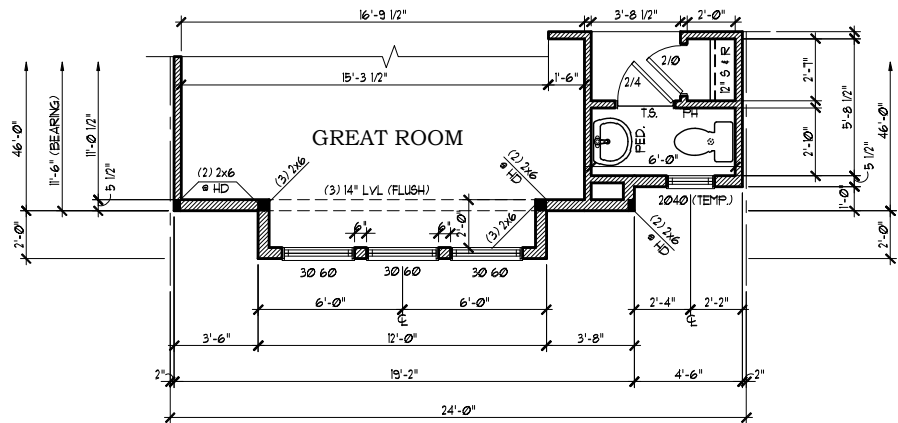 16'-9 1/2"
3'-8 1/2"
2'-0"
15'-3 1/2"
1'-6"
2/0
2/4
12" S & R
2'-7"
5'-8 1/2"
46'-0"
11'-6" (BEARING)
11'-0 1/2"
46'-0"
T.S.
PH
GREAT ROOM
PED.
2'-10"
6'-0"
5 1/2"
5 1/2"
(2) 2x6
@ HD
(3) 2x6
(3) 14" LVL (FLUSH)
(2) 2x6
@ HD
2040 (TEMP.)
1'-0"
2'-0"
2'-0"
(3) 2x6
(2) 2x6
@ HD
2'-0"
6"
6"
30 60
30 60
30 60
6'-0"
6'-0"
2'-4"
2'-2"
CL
CL
3'-6"
12'-0"
3'-8"
2"
19'-2"
4'-6"
2"
24'-0"